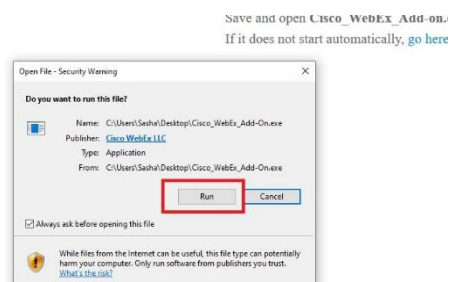 Save and open Cisco_WebEx_Add-on.
If it does not start automatically, go here
Open File - Security Warning
Do you want to run this file?
Name: C:\Users\Sasha\Desktop\Cisco_WebEx_Add-On.exe
Publisher: Cisco WebEx LLC
Type: Application
From: C:\Users\Sasha\Desktop\Cisco_WebEx_Add-On.exe
Run Cancel
Always ask before opening this file
While files from the Internet can be useful, this file type can potentially
harm your computer. Only run software from publishers you trust.
What's the risk?